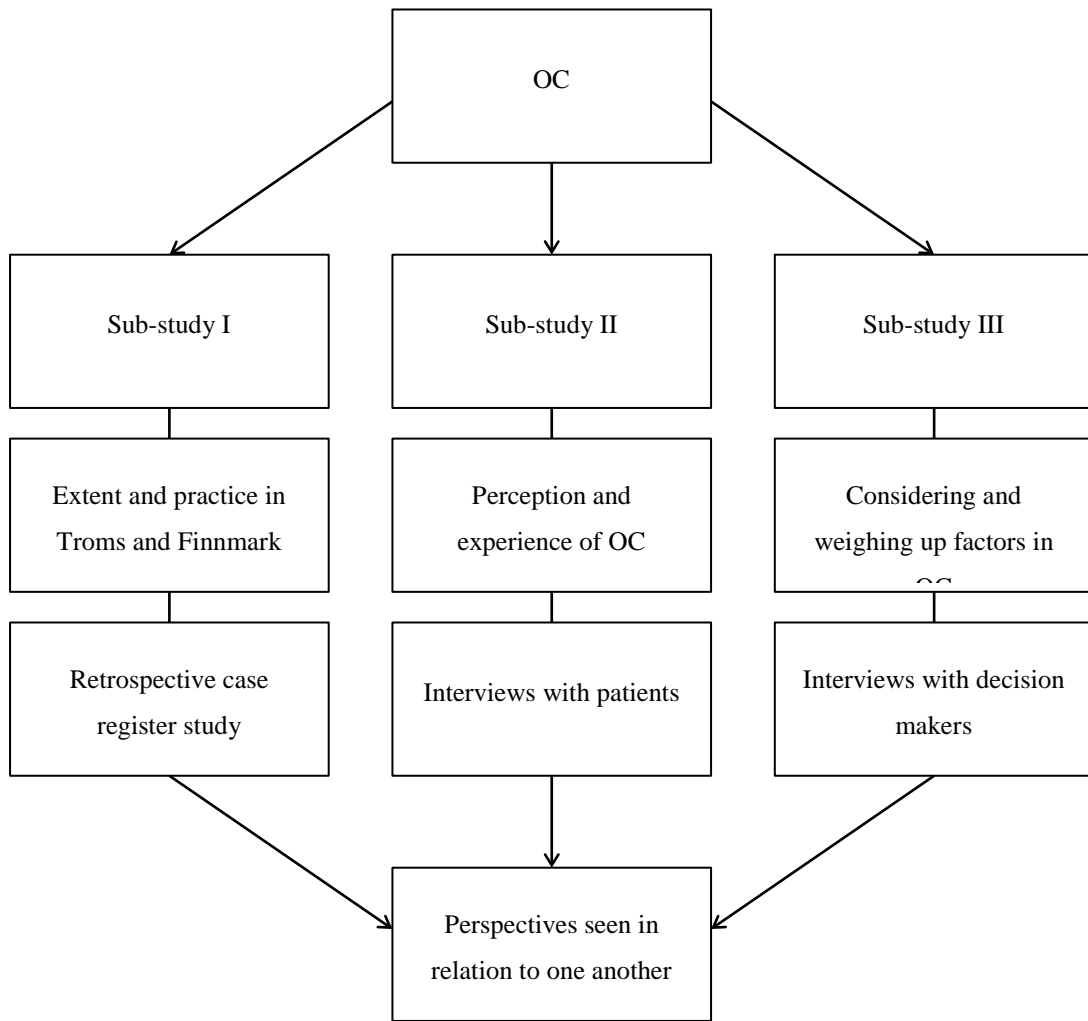 OC
Sub-study I
Sub-study II
Sub-study III
Extent and practice in
Troms and Finnmark
Perception and
experience of OC
Considering and
weighing up factors in
Retrospective case
register study
Interviews with patients
Interviews with decision
makers
Perspectives seen in
relation to one another